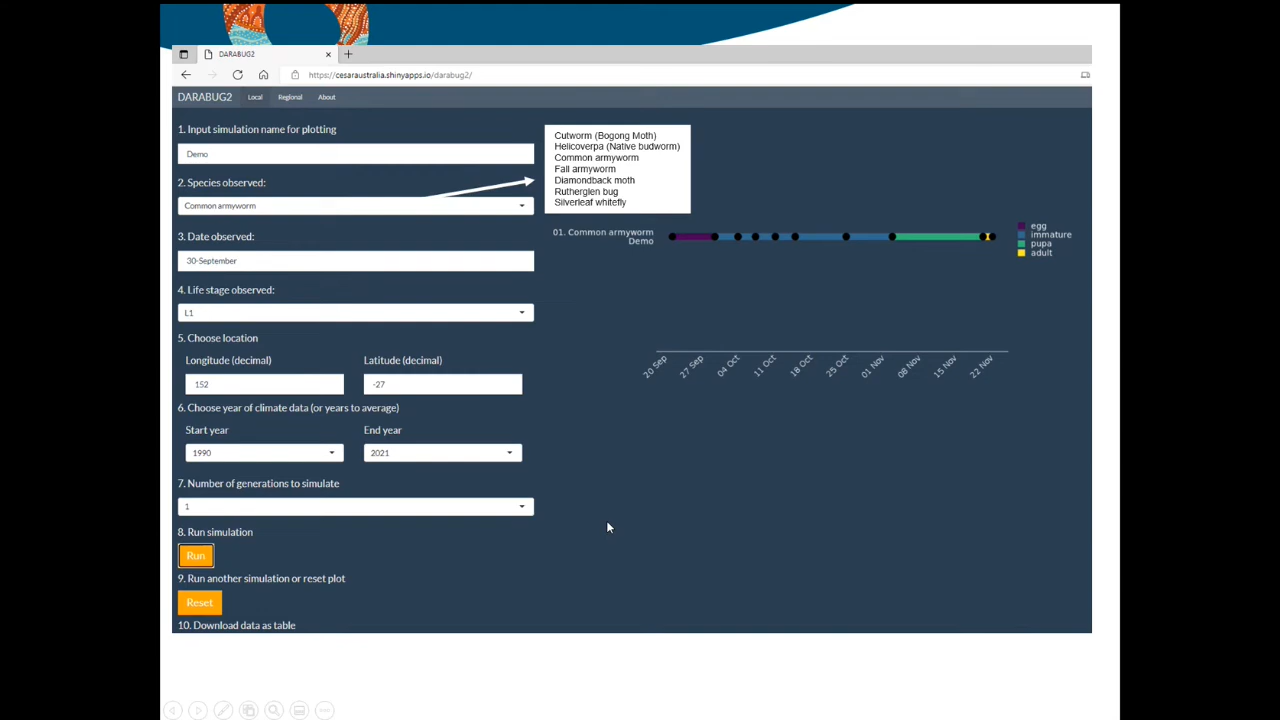 DARABUG2
https://cesaraustralia.shinyapps.io/darabug2/
DARABUG2 Local Regional About
1. Input simulation name for plotting
Demo
2. Species observed:
Common armyworm
3. Date observed:
30-September
4. Life stage observed:
L1
5. Choose location
Longitude (decimal) Latitude (decimal)
152 -27
6. Choose year of climate data (or years to average)
Start year End year
1990 2021
7. Number of generations to simulate
1
8. Run simulation
Run
9. Run another simulation or reset plot
Reset
10. Download data as table
Cutworm (Bogong Moth)
Helicoverpa (Native budworm)
Common armyworm
Fall armyworm
Diamondback moth
Rutherglen bug
Silverleaf whitefly
01. Common armyworm
Demo
egg
immature
pupa
adult
20 Sep 27 Sep 04 Oct 11 Oct 18 Oct 25 Oct 01 Nov 08 Nov 15 Nov 22 Nov